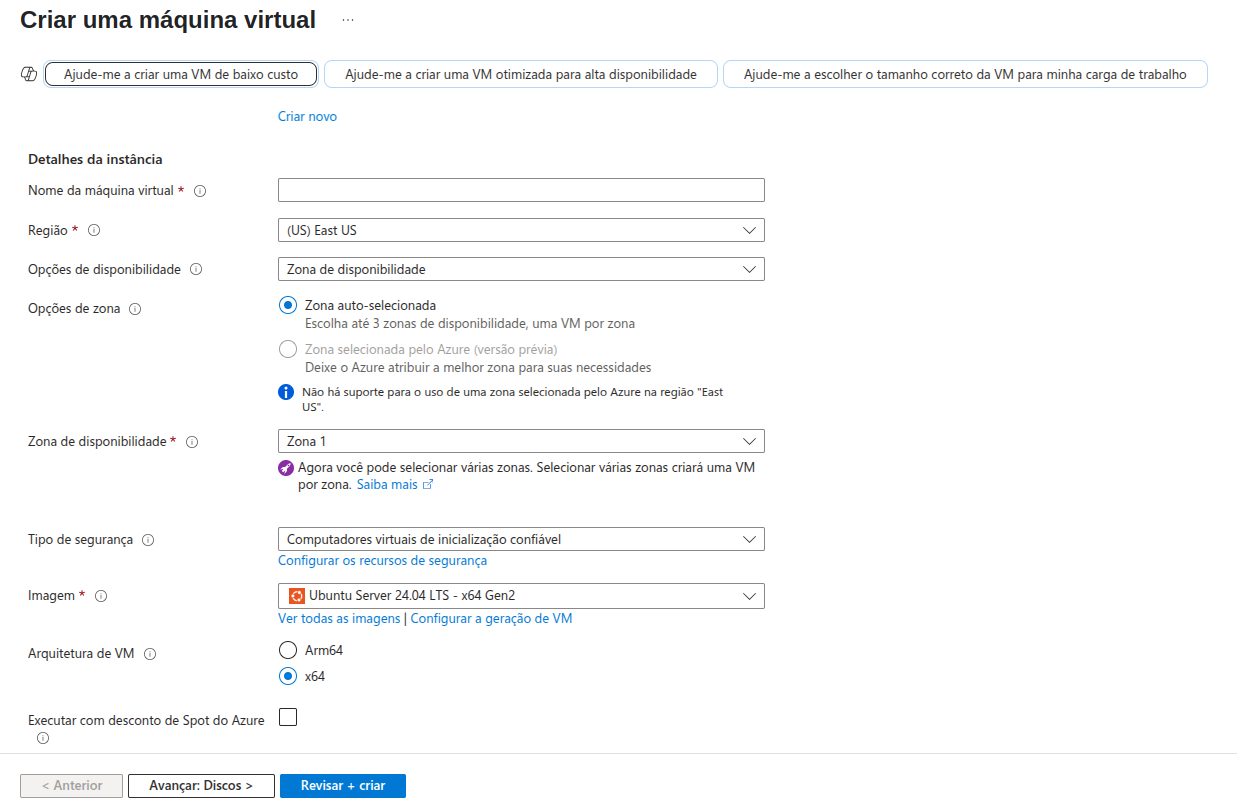 Criar uma máquina virtual ...
Ajude-me a criar uma VM de baixo custo
Ajude-me a criar uma VM otimizada para alta disponibilidade
Ajude-me a escolher o tamanho correto da VM para minha carga de trabalho
Criar novo
Detalhes da instância
Nome da máquina virtual *
Região *
(US) East US
Opções de disponibilidade
Zona de disponibilidade
Opções de zona
Zona auto-selecionada
Escolha até 3 zonas de disponibilidade, uma VM por zona
Zona selecionada pelo Azure (versão prévia)
Deixe o Azure atribuir a melhor zona para suas necessidades
Não há suporte para o uso de uma zona selecionada pelo Azure na região "East
US".
Zona de disponibilidade *
Zona 1
Agora você pode selecionar várias zonas. Selecionar várias zonas criará uma VM
por zona. Saiba mais
Tipo de segurança
Computadores virtuais de inicialização confiável
Configurar os recursos de segurança
Imagem *
Ubuntu Server 24.04 LTS - x64 Gen2
Ver todas as imagens | Configurar a geração de VM
Arquitetura de VM
Arm64
x64
Executar com desconto de Spot do Azure
< Anterior
Avançar: Discos >
Revisar + criar